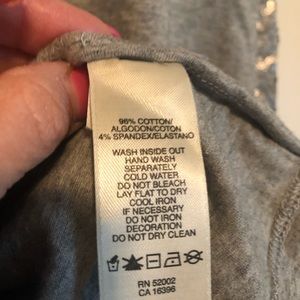 96% COTTON/
ALGODON/COTON
4% SPANDEX/ELASTANO
WASH INSIDE OUT
HAND WASH
SEPARATELY
COLD WATER
DO NOT BLEACH
LAY FLAT TO DRY
COOL IRON
IF NECESSARY
DO NOT IRON
DECORATION
DO NOT DRY CLEAN
RN 52002
CA 16396